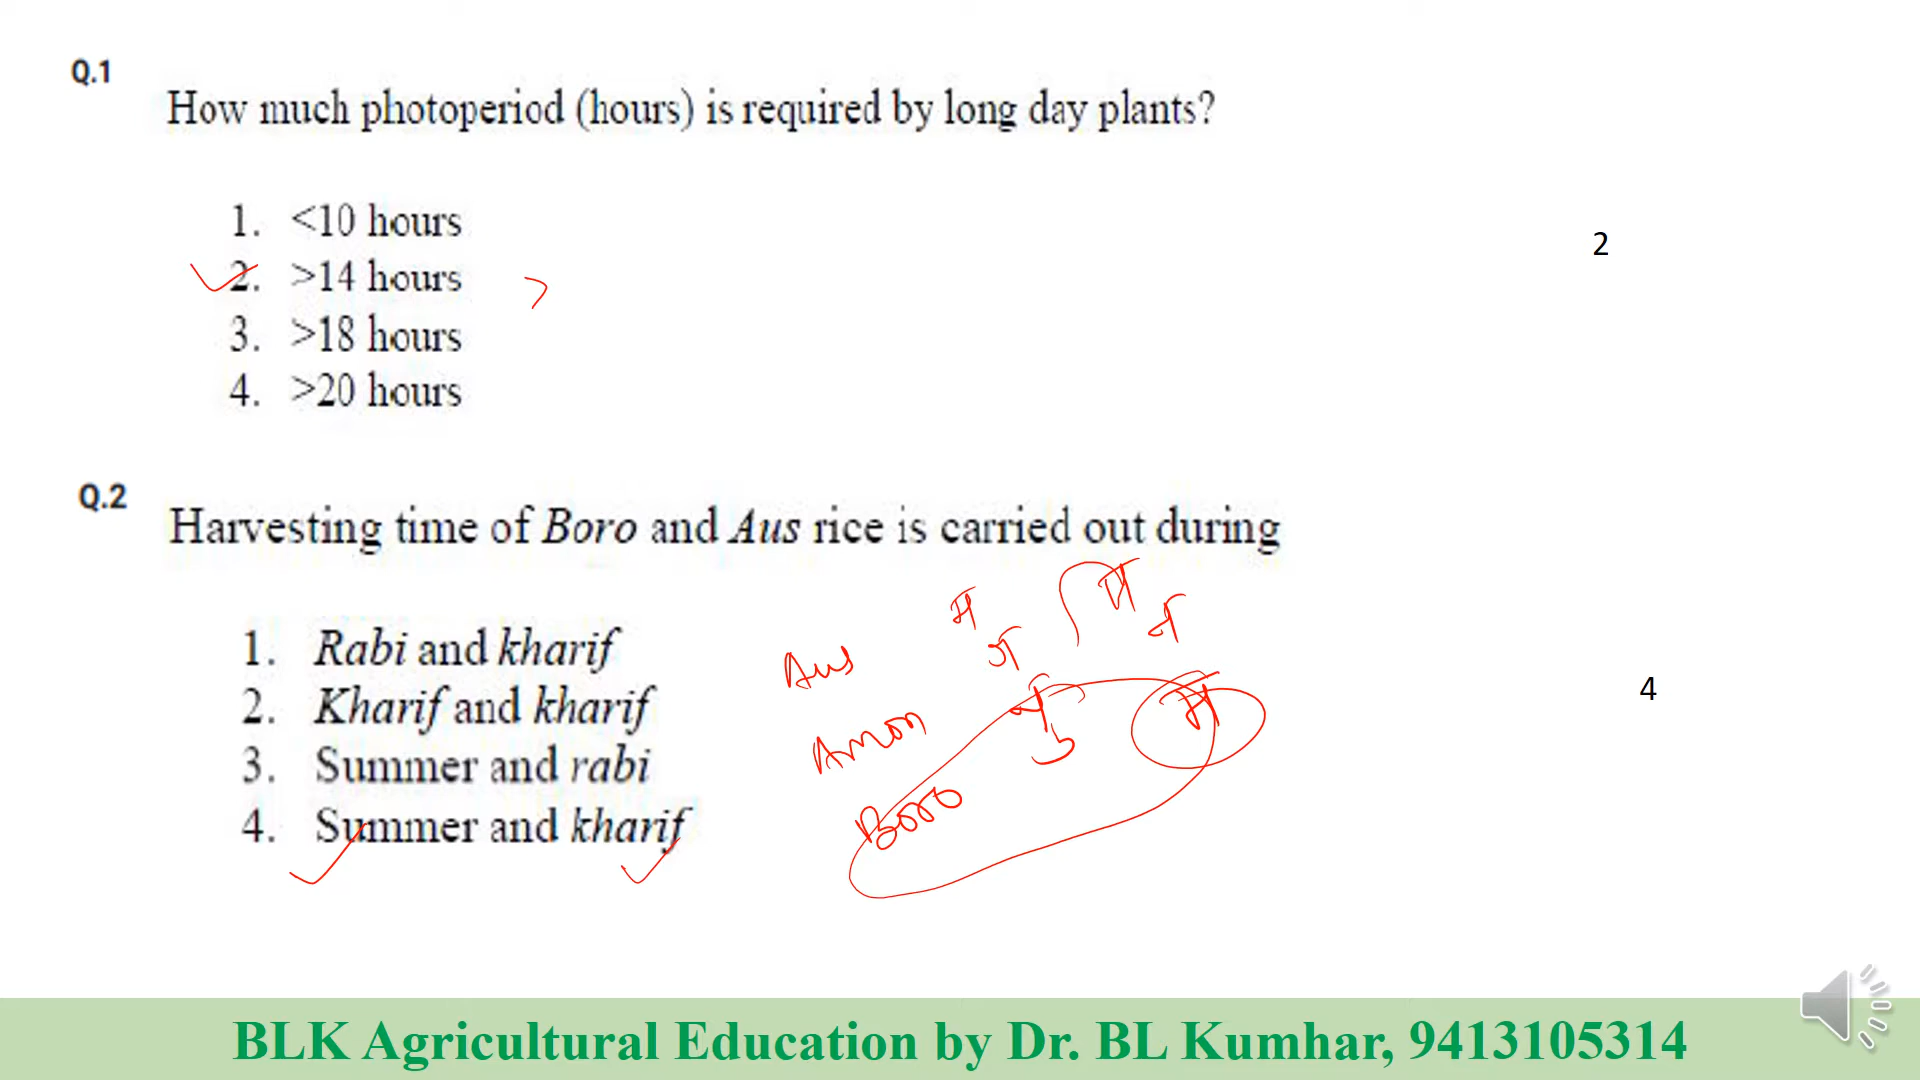 Q.1
How much photoperiod (hours) is required by long day plants?
1. <10 hours
2. >14 hours >
3. >18 hours
4. >20 hours
2
Q.2
Harvesting time of Boro and Aus rice is carried out during
1. Rabi and kharif
2. Kharif and kharif
3. Summer and rabi
4. Summer and kharif
Aus
Amon
Boro
4
BLK Agricultural Education by Dr. BL Kumhar, 9413105314